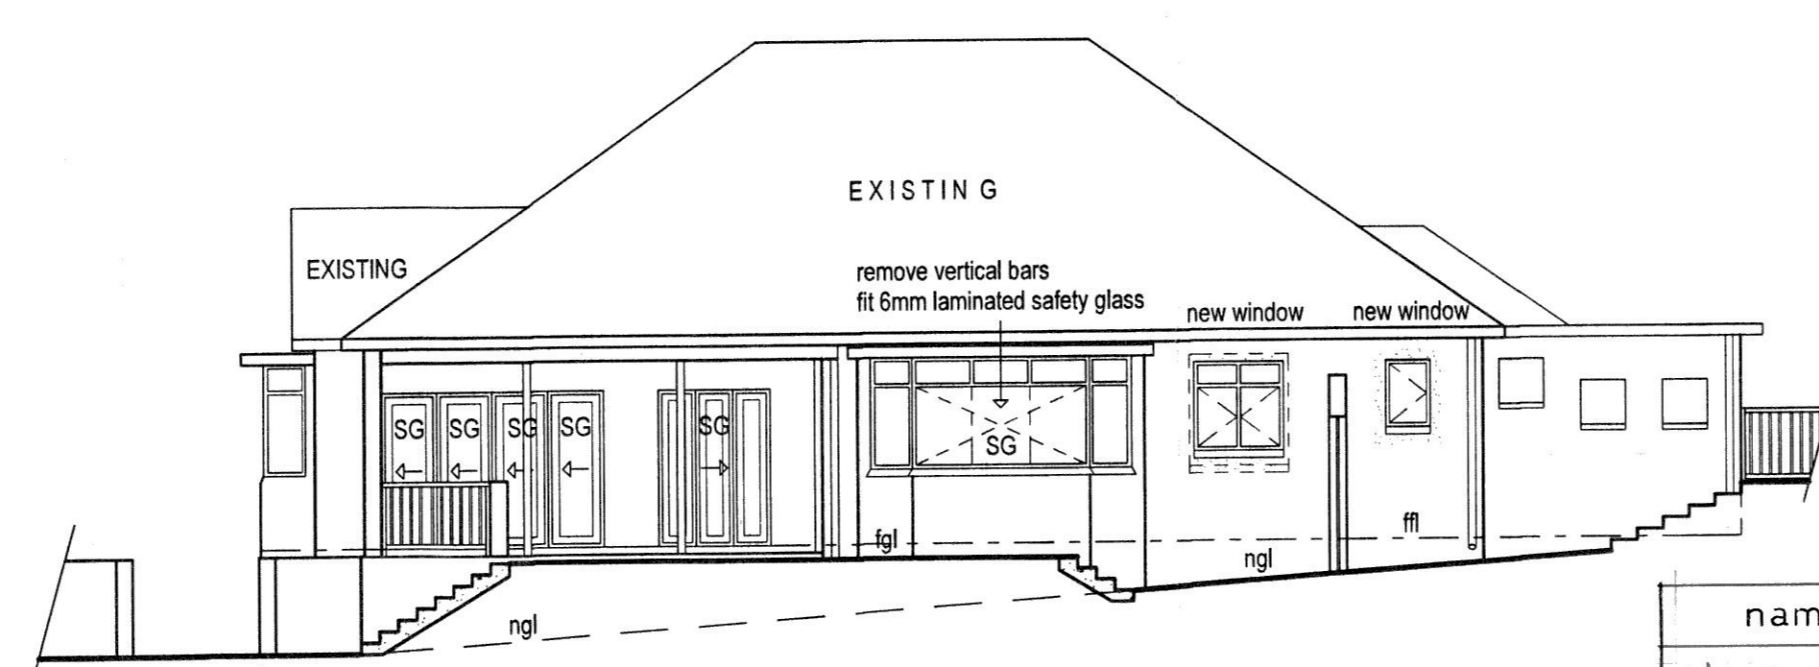 EXISTING
EXISTING
remove vertical bars
fit 6mm laminated safety glass
new window
new window
SG SG SG SG
SG
SG
fgl
ffl
ngl
ngl
nam